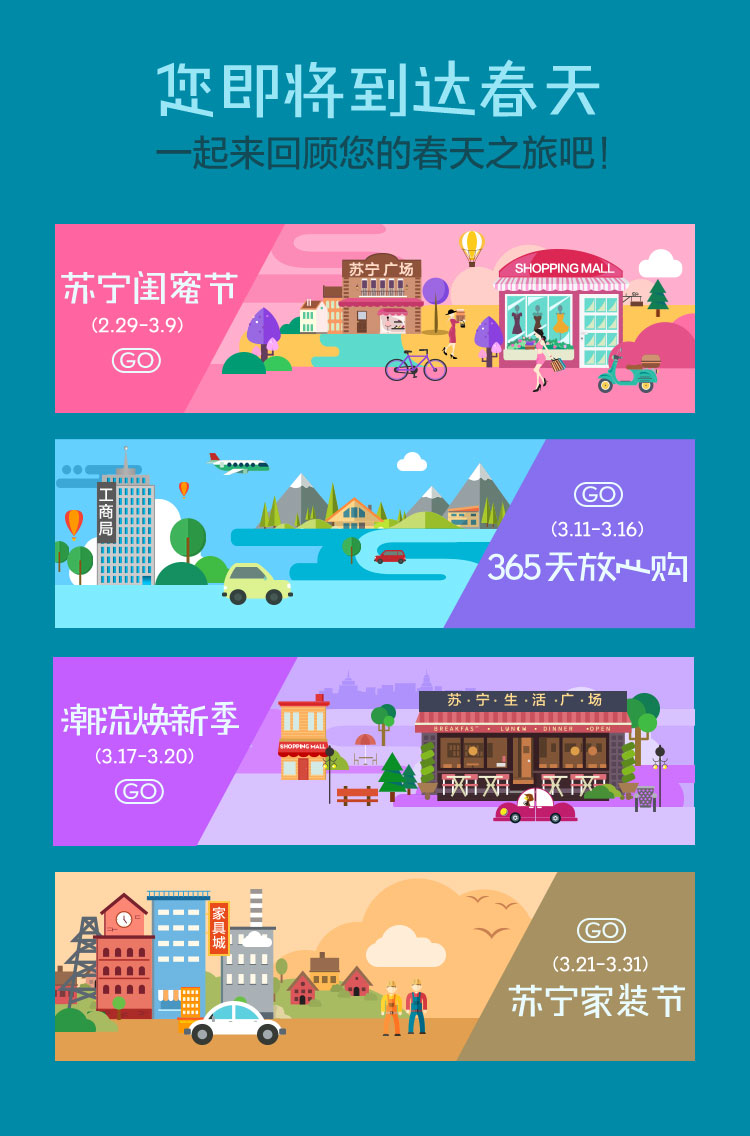 您即将到达春天
一起来回顾您的春天之旅吧！
苏宁闺蜜节
(2.29-3.9)
GO
苏宁广场
SHOPPING MALL
工商局
GO
(3.11-3.16)
365天放产购
潮流焕新季
(3.17-3.20)
GO
SHOPPING MALL
苏·宁·生·活·广·场
BREAKFAST • LUNEW • DINNER •OPEN
家具城
GO
(3.21-3.31)
苏宁家装节